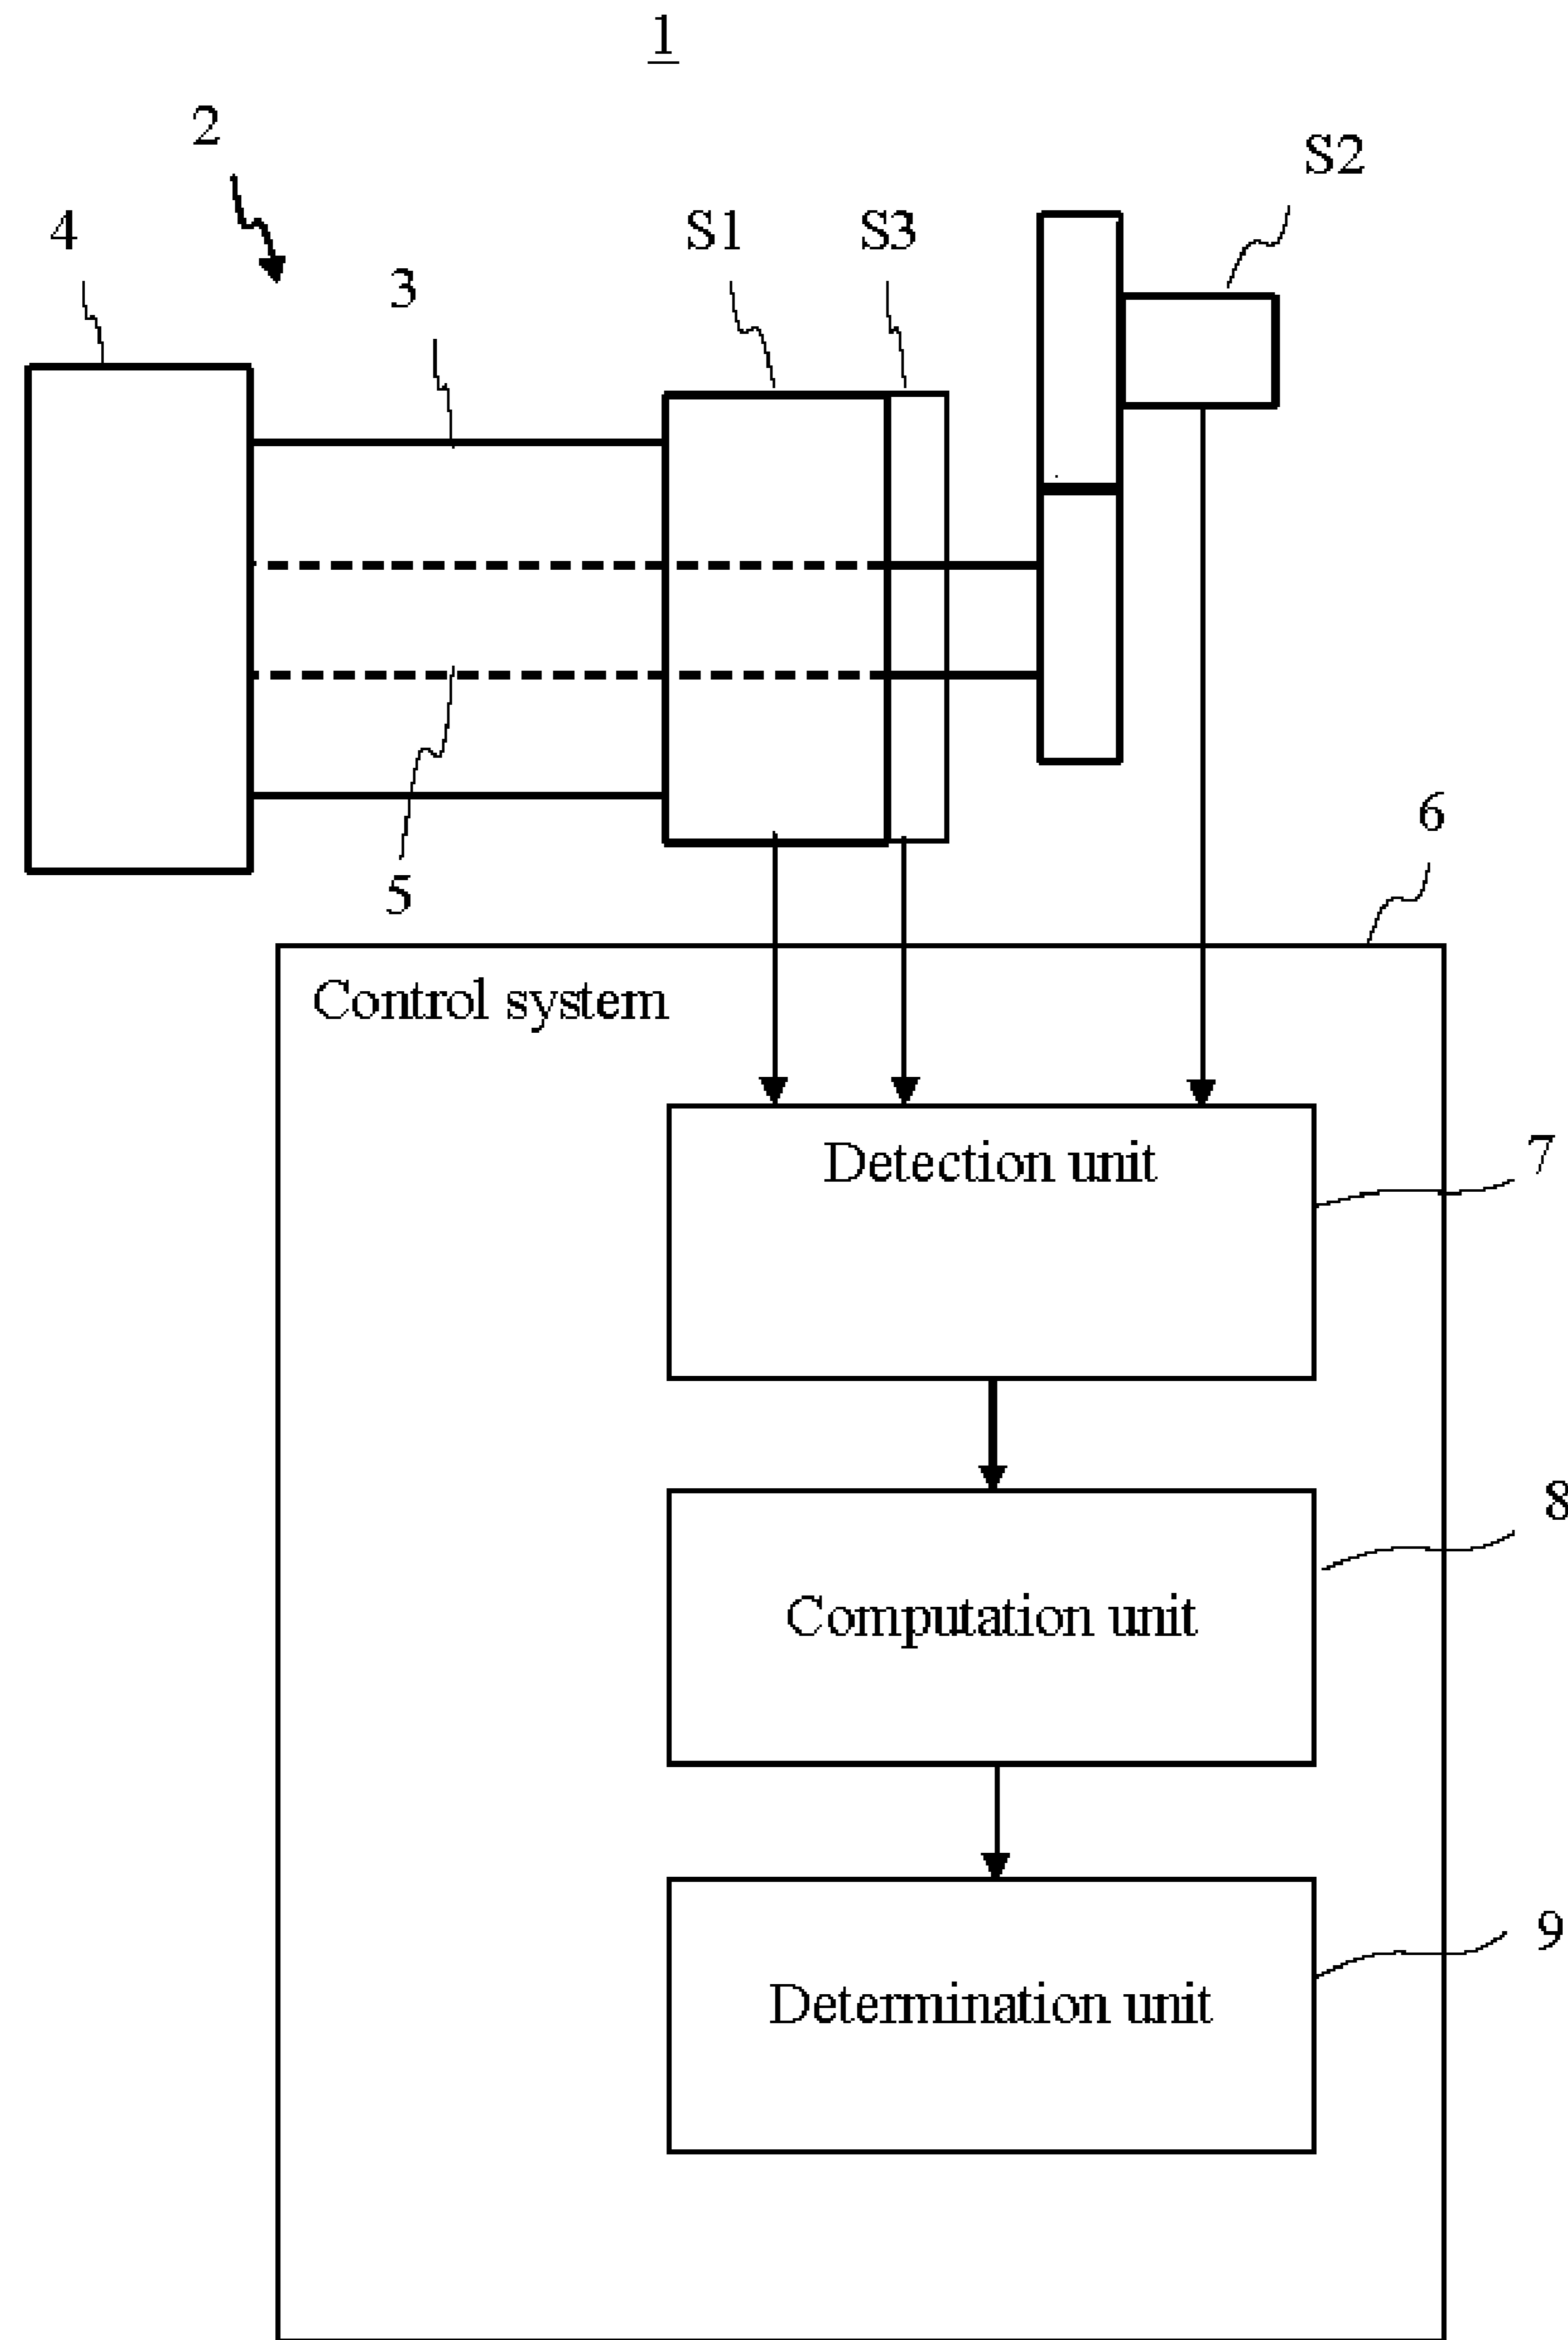 1
2
S2
4
S1
S3
3
6
5
Control system
Detection unit
7
8
Computation unit
9
Determination unit